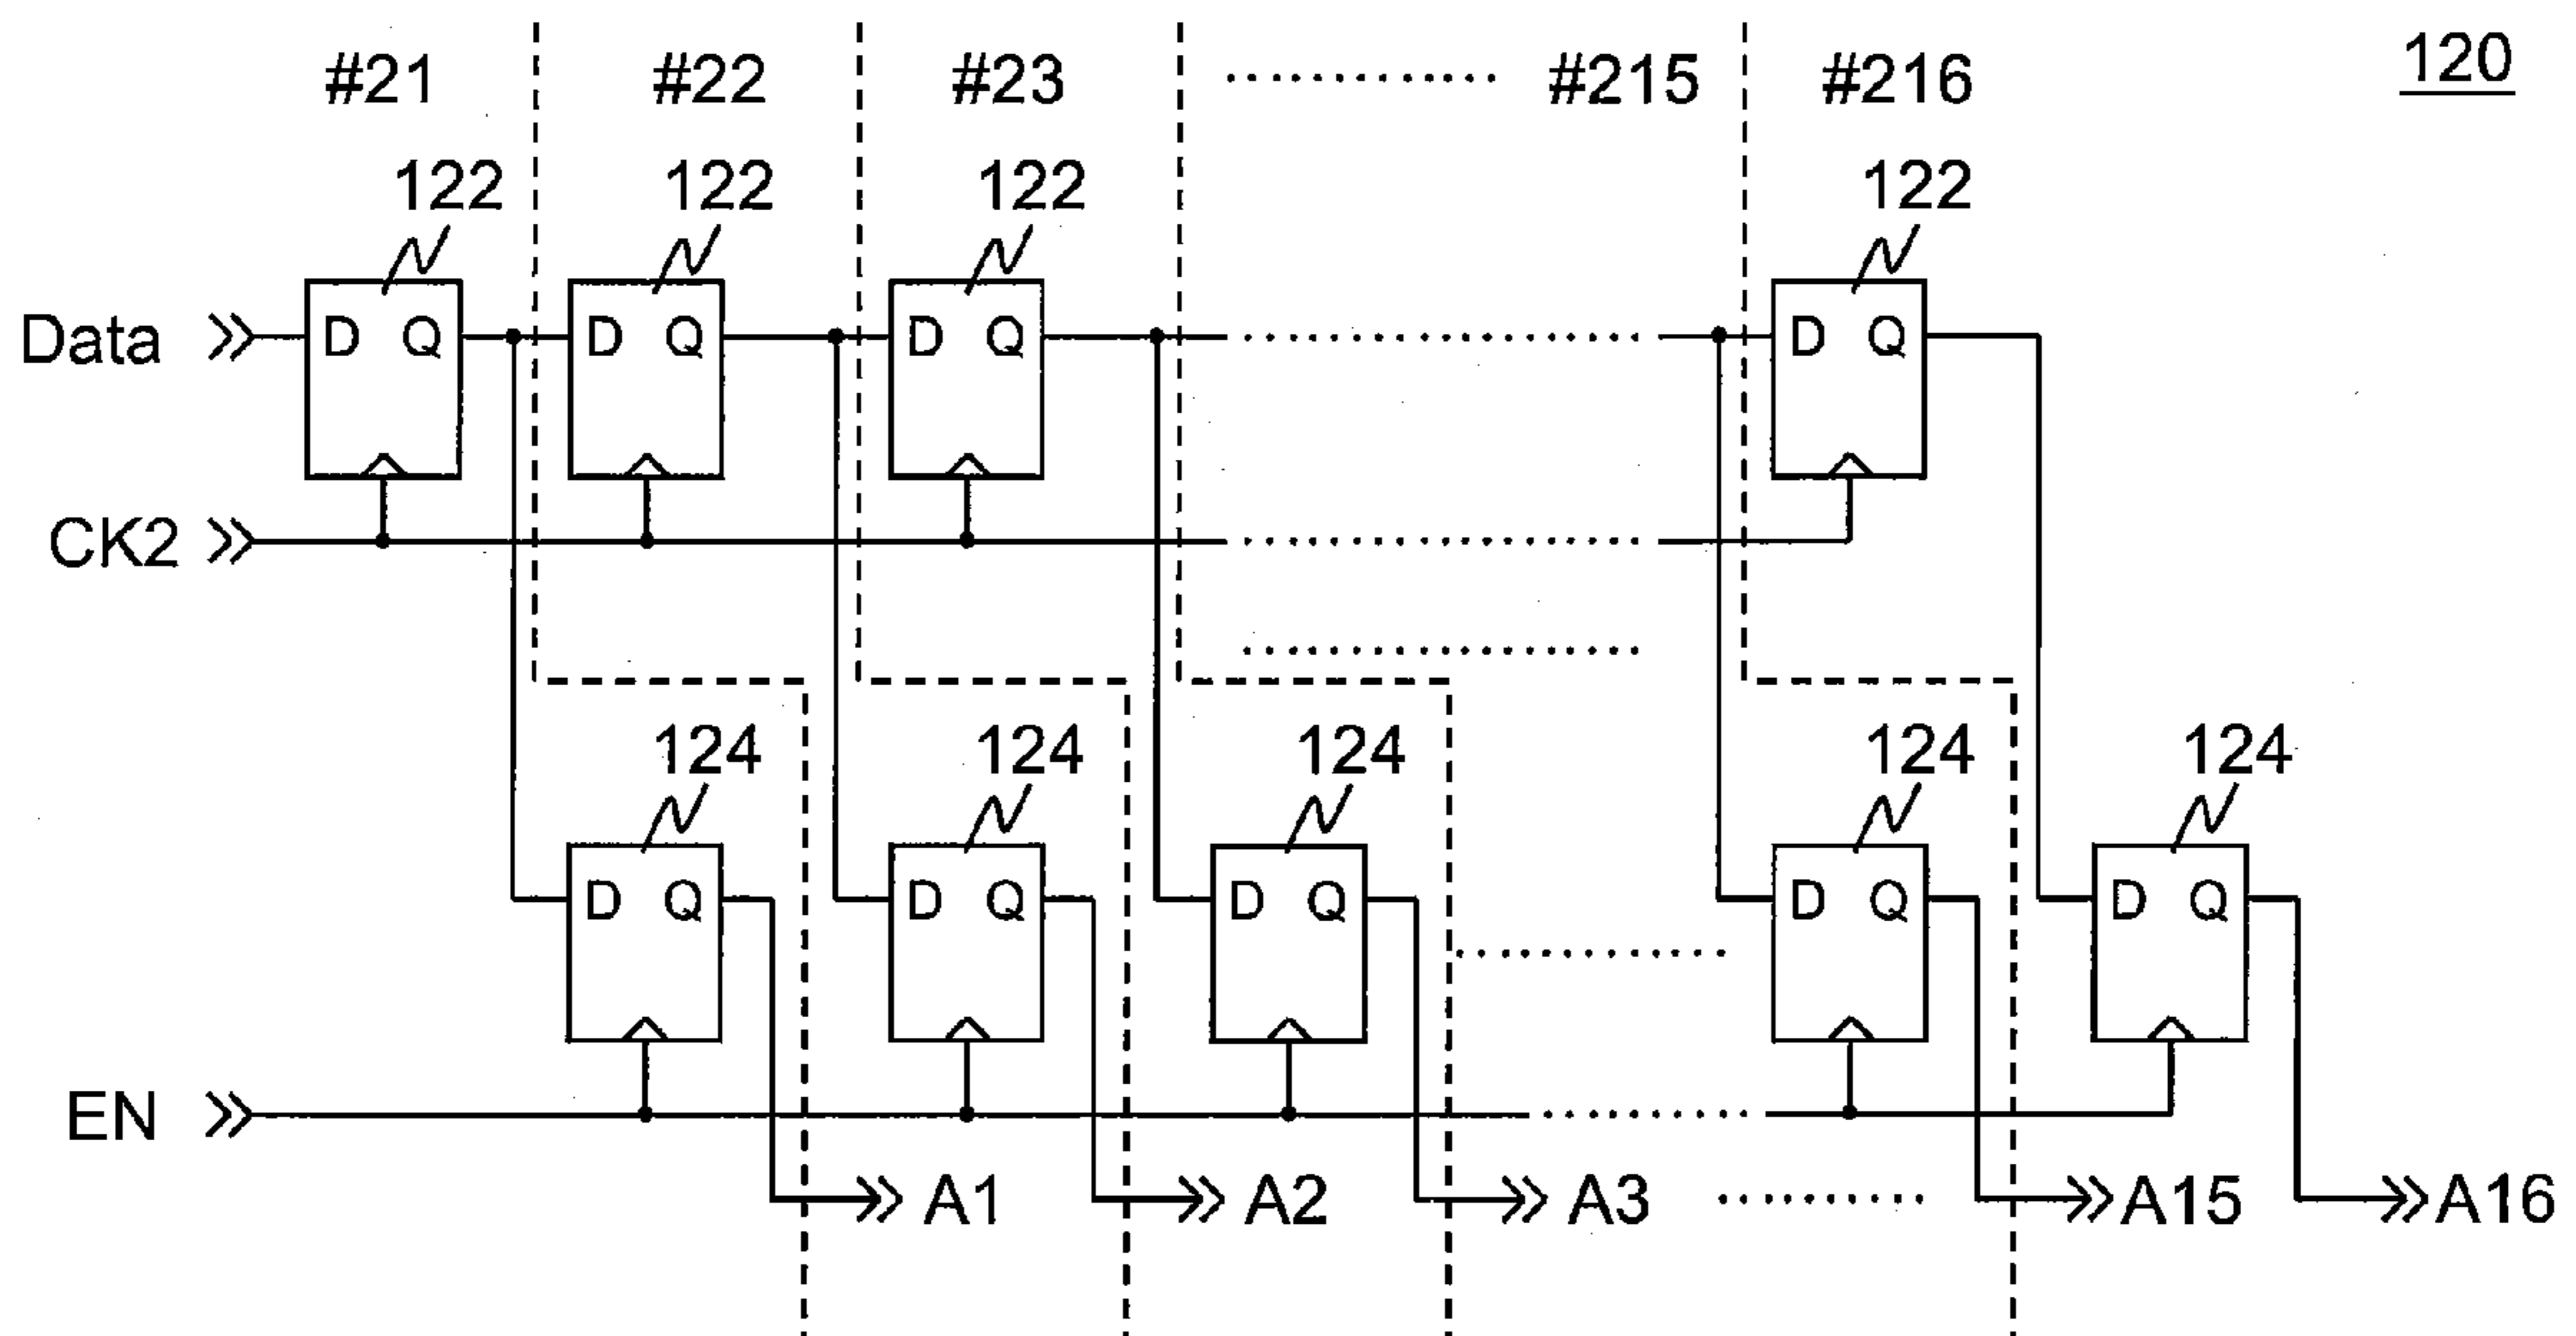 #21 #22 #23 #215 #216 120
122 122 122 122
Data D Q D Q D Q D Q
CK2
124 124 124 124 124
D Q D Q D Q D Q D Q
EN
A1 A2 A3 A15 A16